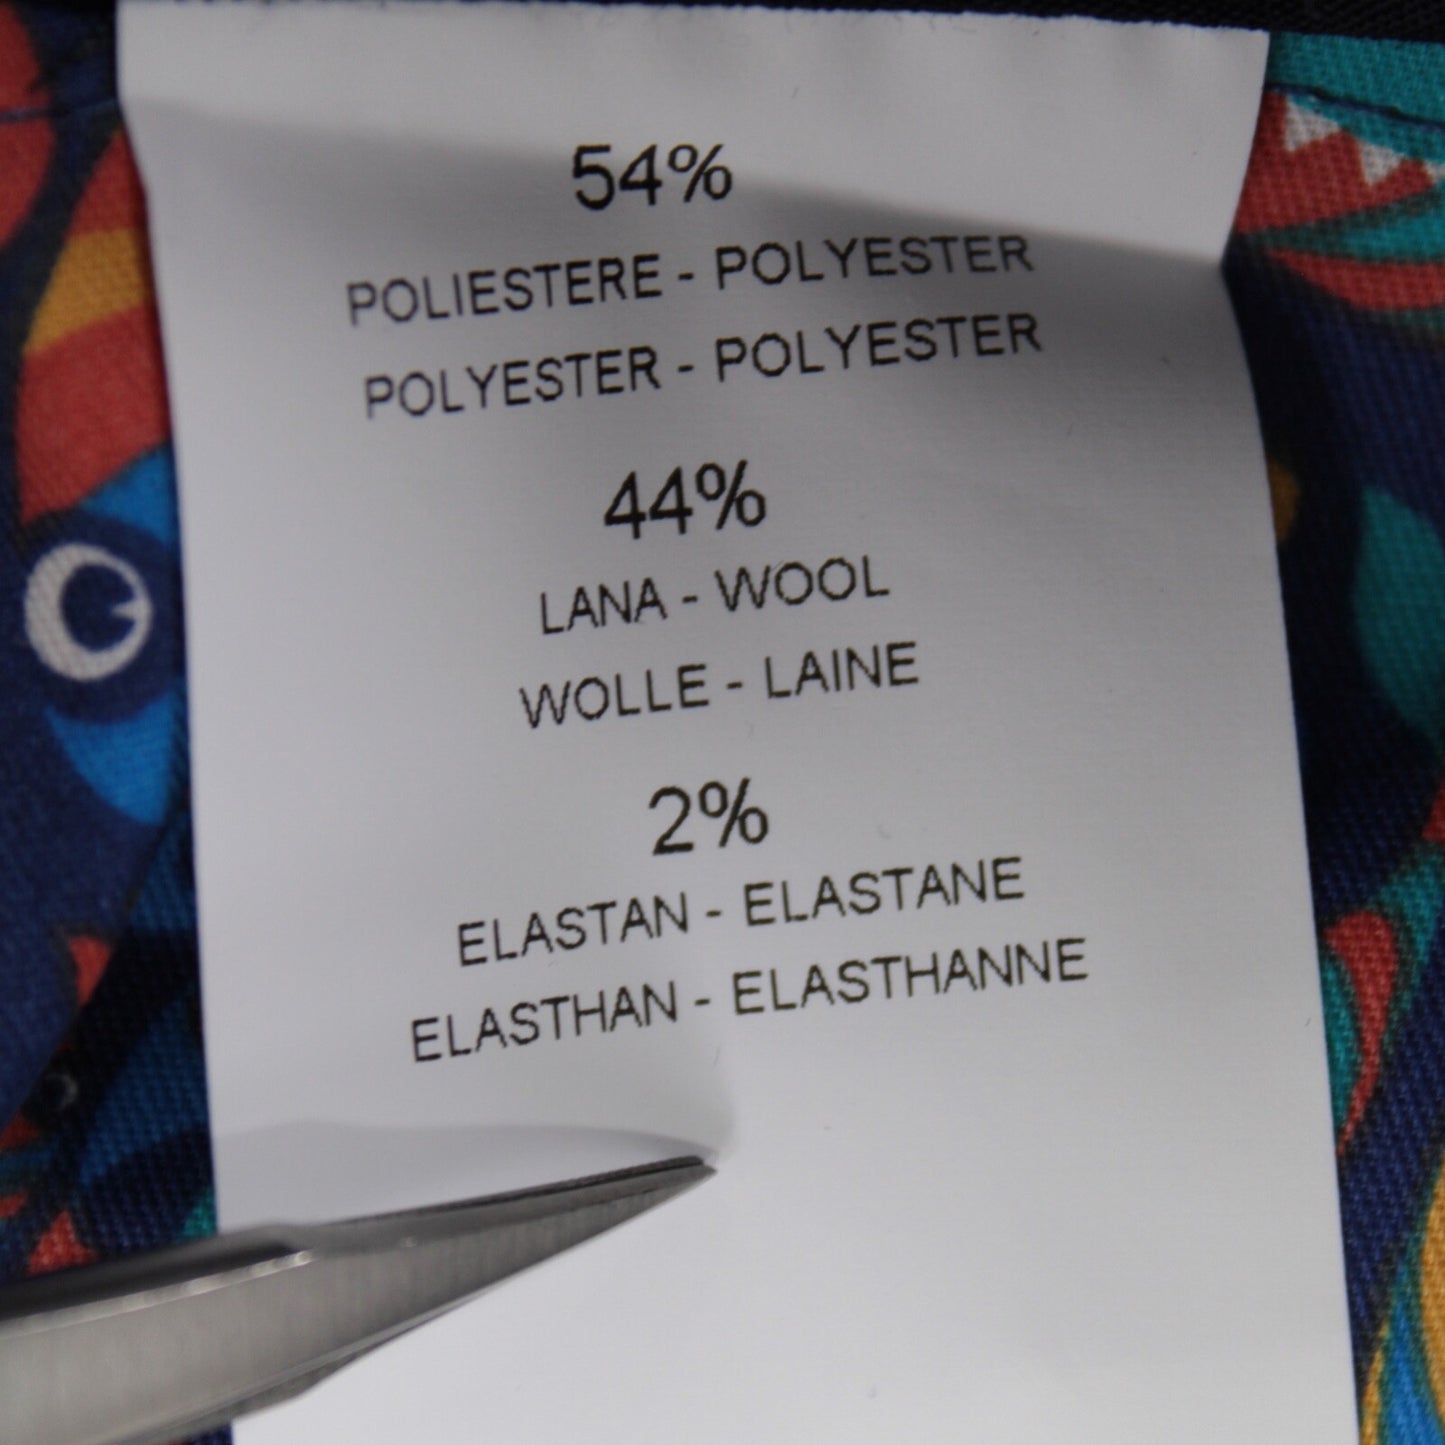 54%
POLIESTERE - POLYESTER
POLYESTER - POLYESTER
44%
LANA - WOOL
WOLLE - LAINE
2%
ELASTAN - ELASTANE
ELASTHAN - ELASTHANNE